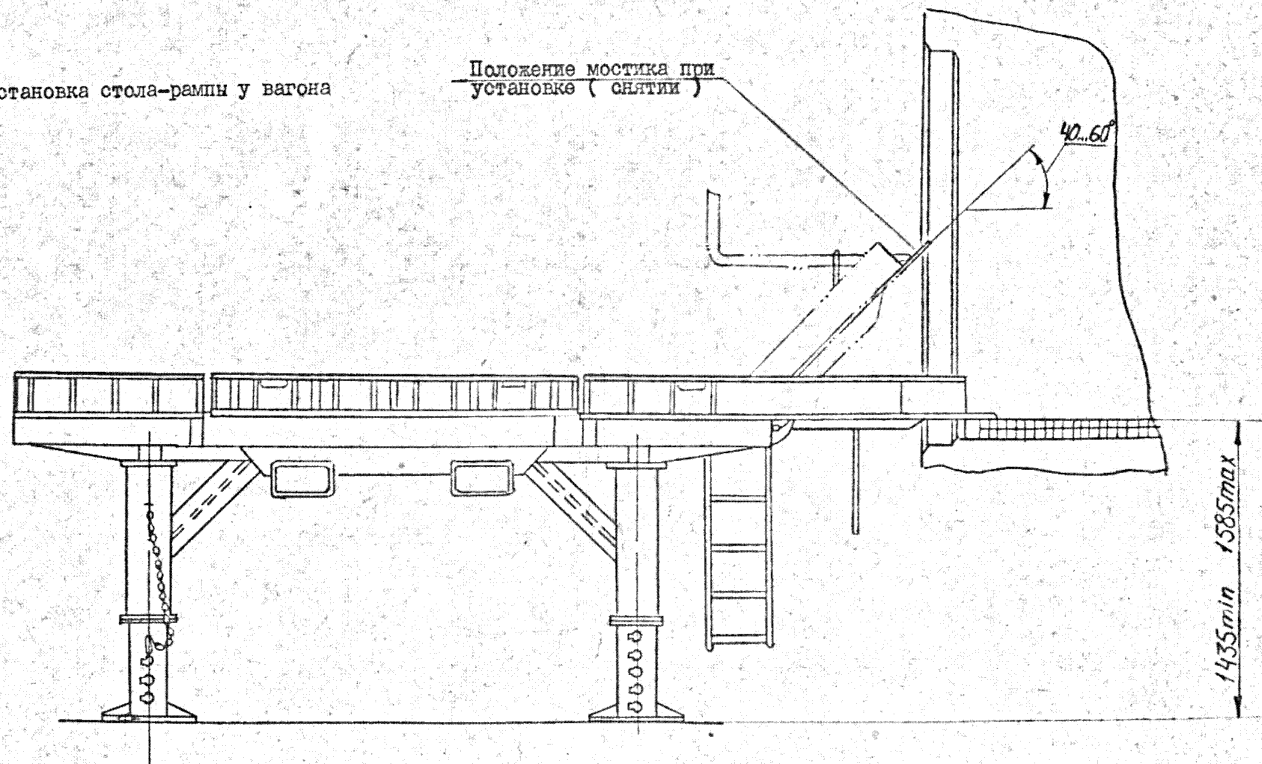 становка стола-рампы у вагона
Положение мостика при
установке ( снятии )
40...60°
1435min 1585max